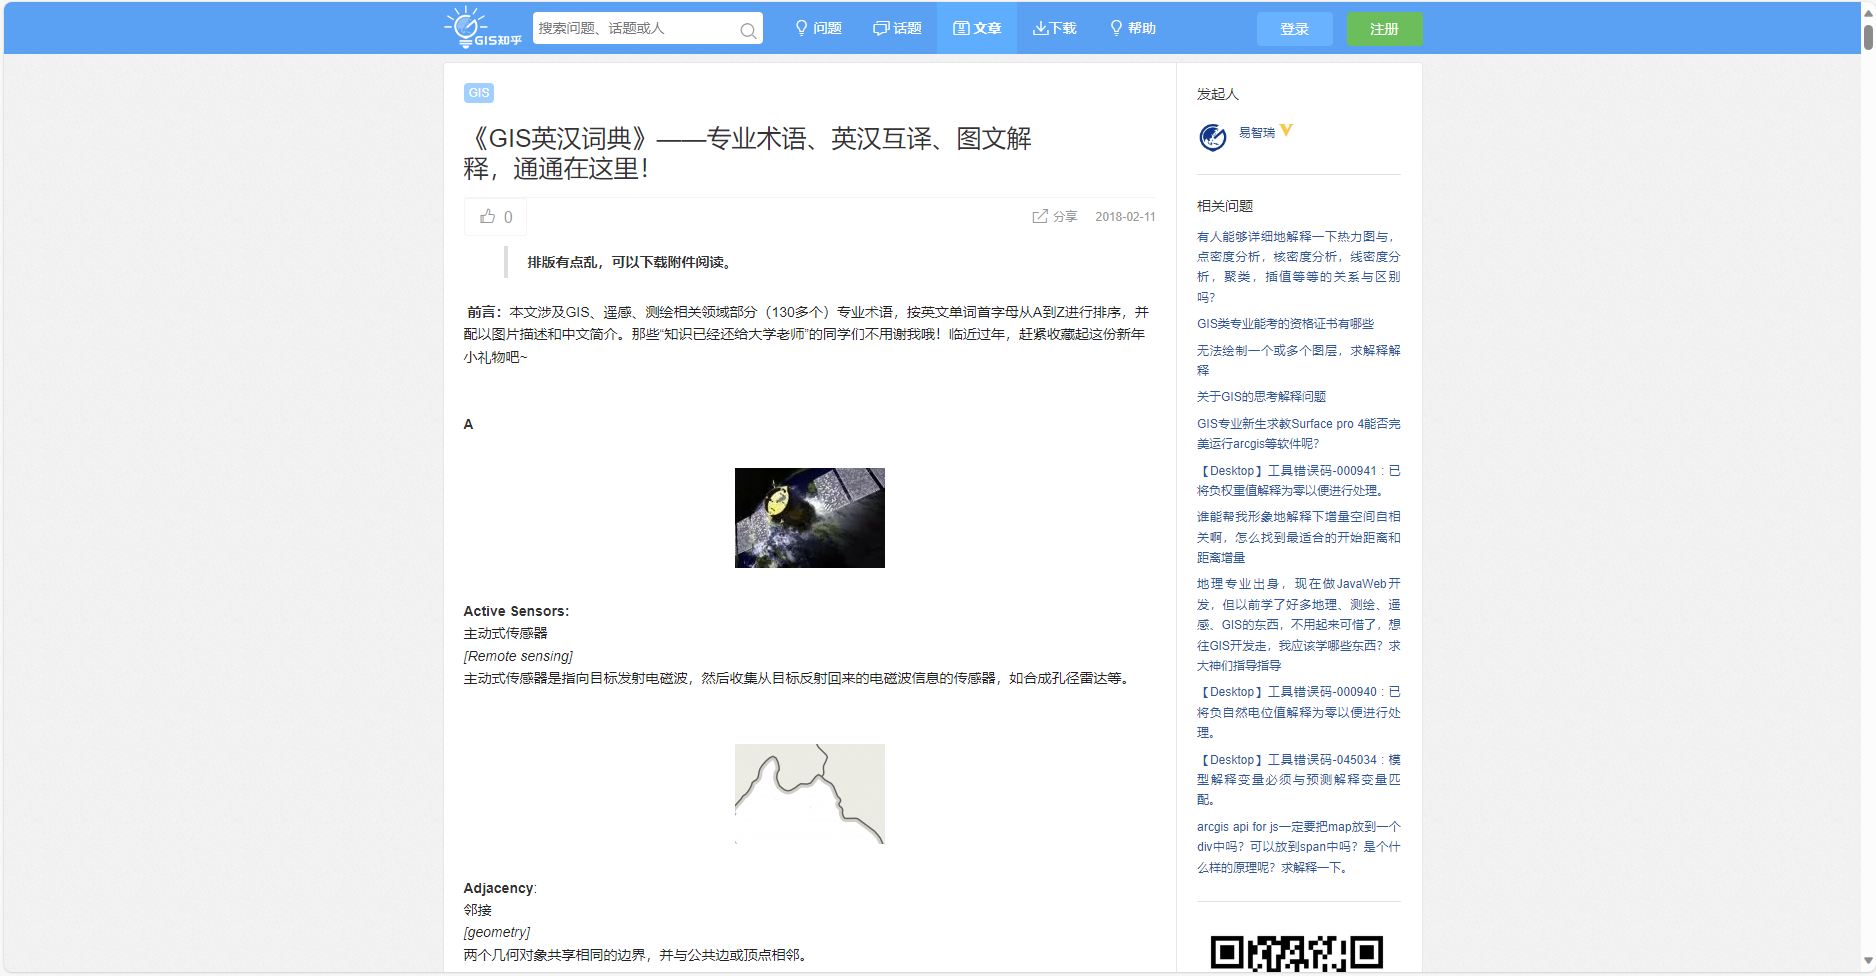 GIS知乎
搜索问题、话题或人
问题
话题
文章
下载
帮助
登录
注册
GIS
《GIS英汉词典》——专业术语、英汉互译、图文解
释，通通在这里！
0
分享
2018-02-11
排版有点乱，可以下载附件阅读。
前言：本文涉及GIS、遥感、测绘相关领域部分（130多个）专业术语，按英文单词首字母从A到Z进行排序，并
配以图片描述和中文简介。那些“知识已经还给大学老师”的同学们不用谢我哦！临近过年，赶紧收藏起这份新年
小礼物吧~
A
Active Sensors:
主动式传感器
[Remote sensing]
主动式传感器是指向目标发射电磁波，然后收集从目标反射回来的电磁波信息的传感器，如合成孔径雷达等。
Adjacency:
邻接
[geometry]
两个几何对象共享相同的边界，并与公共边或顶点相邻。
发起人
易智瑞
相关问题
有人能够详细地解释一下热力图与，
点密度分析，核密度分析，线密度分
析，聚类，插值等等的关系与区别
吗？
GIS类专业能考的资格证书有哪些
无法绘制一个或多个图层，求解释解
释
关于GIS的思考解释问题
GIS专业新生求教Surface pro 4能否完
美运行arcgis等软件呢？
【Desktop】工具错误码-000941 : 已
将负权重值解释为零以便进行处理。
谁能帮我形象地解释下增量空间自相
关啊，怎么找到最适合的开始距离和
距离增量
地理专业出身，现在做JavaWeb开
发，但以前学了好多地理、测绘、遥
感、GIS的东西，不用起来可惜了，想
往GIS开发走，我应该学哪些东西？求
大神们指导指导
【Desktop】工具错误码-000940 : 已
将负自然电位值解释为零以便进行处
理。
【Desktop】工具错误码-045034 : 模
型解释变量必须与预测解释变量匹
配。
arcgis api for js一定要把map放到一个
div中吗？可以放到span中吗？是个什
么样的原理呢？求解释一下。